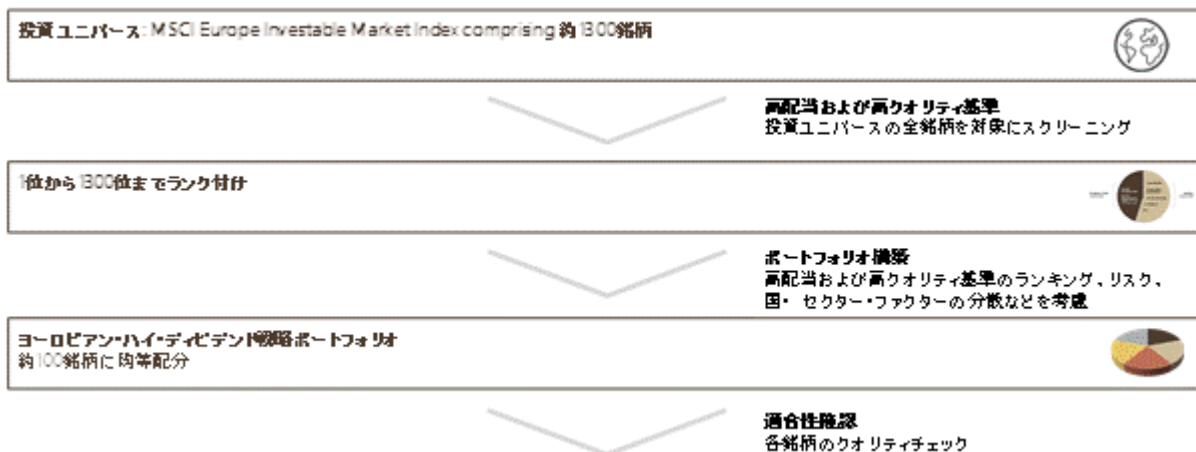 投資ユニバース: MSCI Europe Investable Market Index comprising 約1300銘柄
高配当および高クオリティ基準
投資ユニバースの全銘柄を対象にスクリーニング
1位から1300位までランク付け
ポートフォリオ構築
高配当および高クオリティ基準のランキング、リスク、
国・ セクター・ファクターの分散などを考慮
ヨーロピアン・ハイ・ディビデンド戦略ポートフォリオ
約100銘柄に均等配分
適合性確認
各銘柄のクオリティチェック